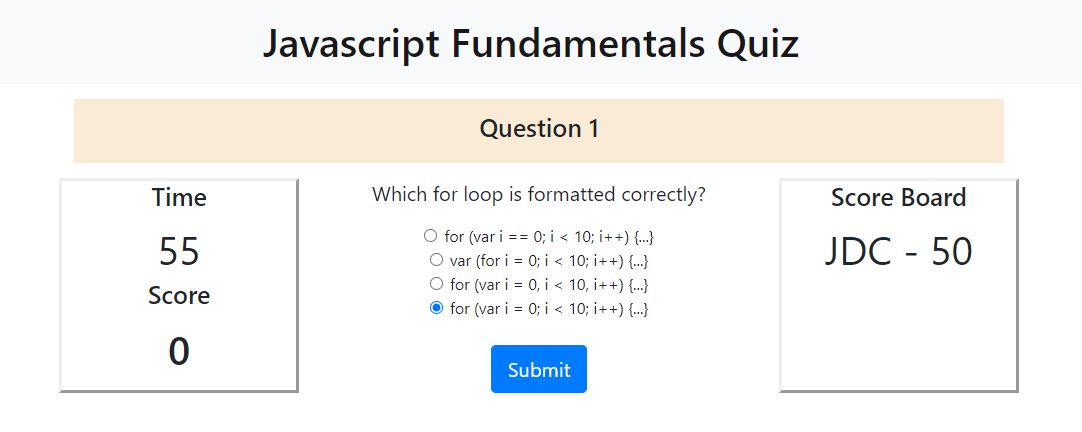 Javascript Fundamentals Quiz
Question 1
Time
55
Score
0
Which for loop is formatted correctly?
for (var i == 0; i < 10; i++) {...}
var (for i = 0; i < 10; i++) {...}
for (var i = 0, i < 10, i++) {...}
for (var i = 0; i < 10; i++) {...}
Submit
Score Board
JDC - 50